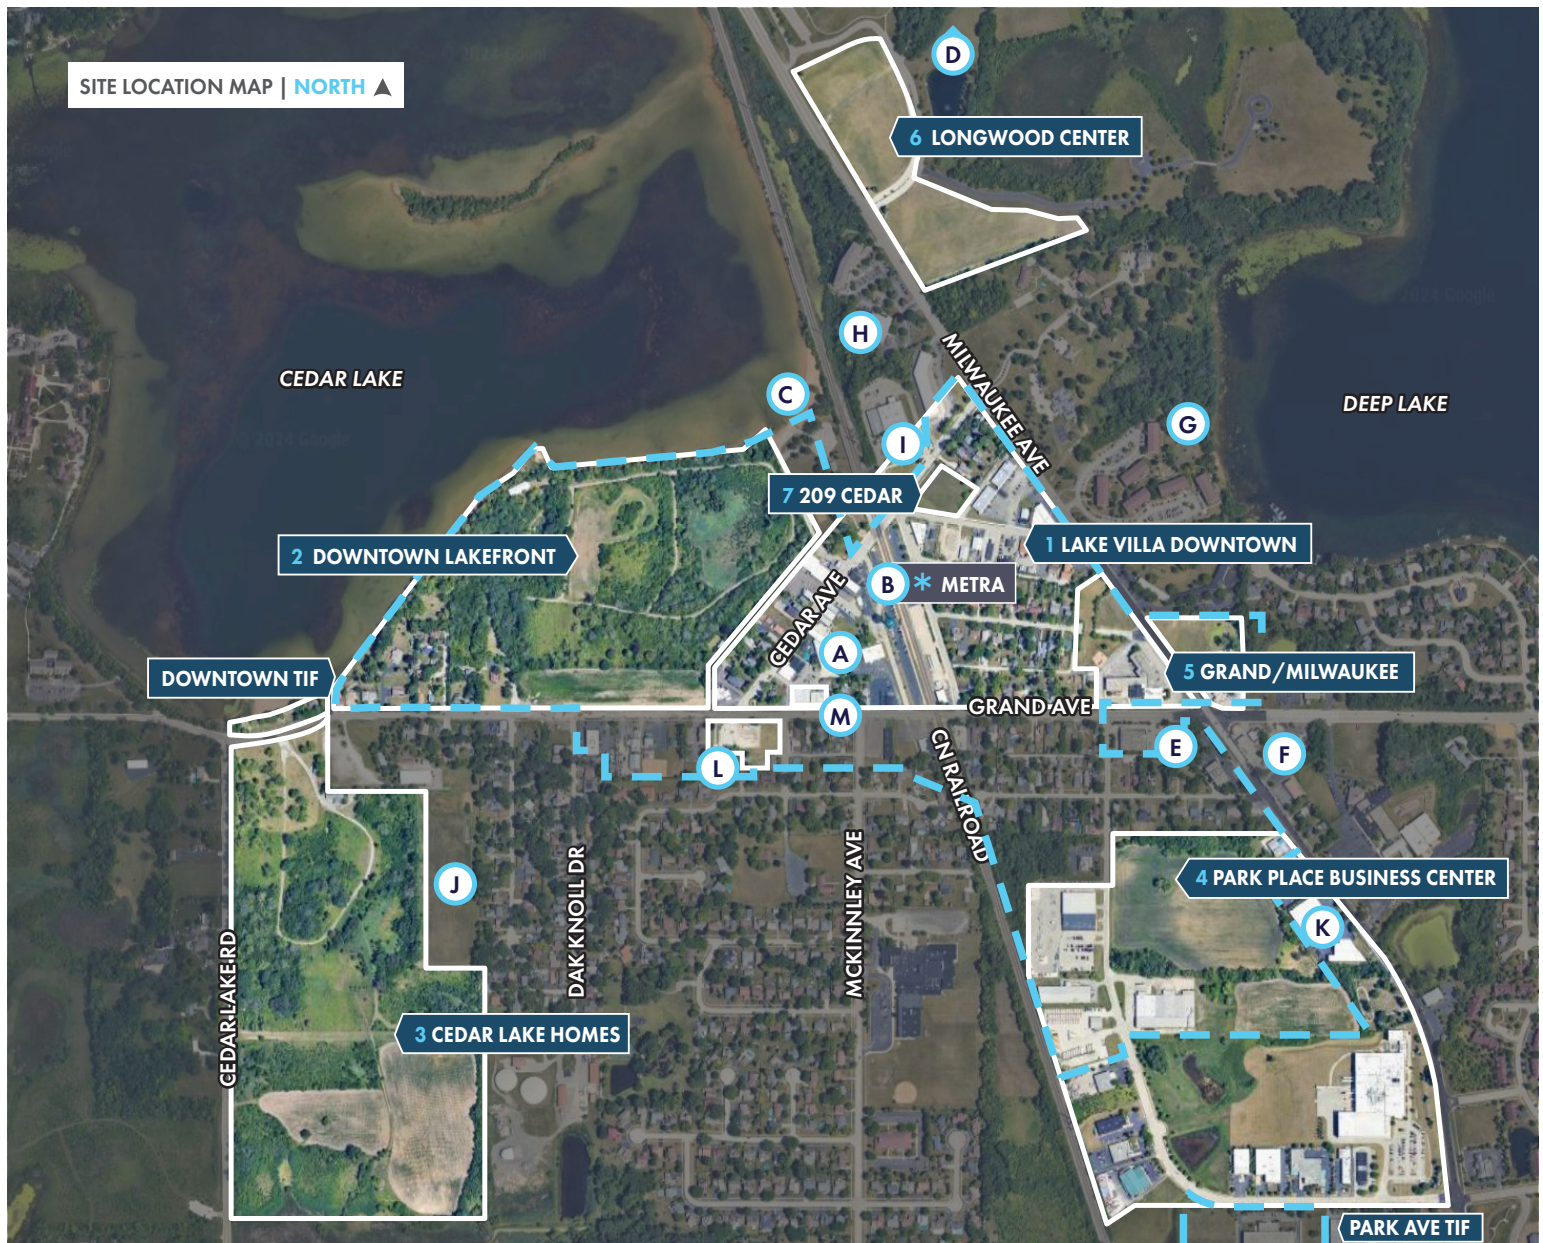 SITE LOCATION MAP | NORTH
D
6 LONGWOOD CENTER
H
MILWAUKEE AVE
CEDAR LAKE
C
DEEP LAKE
G
I
7 209 CEDAR
1 LAKE VILLA DOWNTOWN
2 DOWNTOWN LAKEFRONT
B * METRA
CEDAR AVE
A
DOWNTOWN TIF
5 GRAND/MILWAUKEE
GRAND AVE
M
E
F
L
CN RAILROAD
J
4 PARK PLACE BUSINESS CENTER
K
OAK KNOLL DR
MCKINNLEY AVE
CEDAR LAKE RD
3 CEDAR LAKE HOMES
PARK AVE TIF